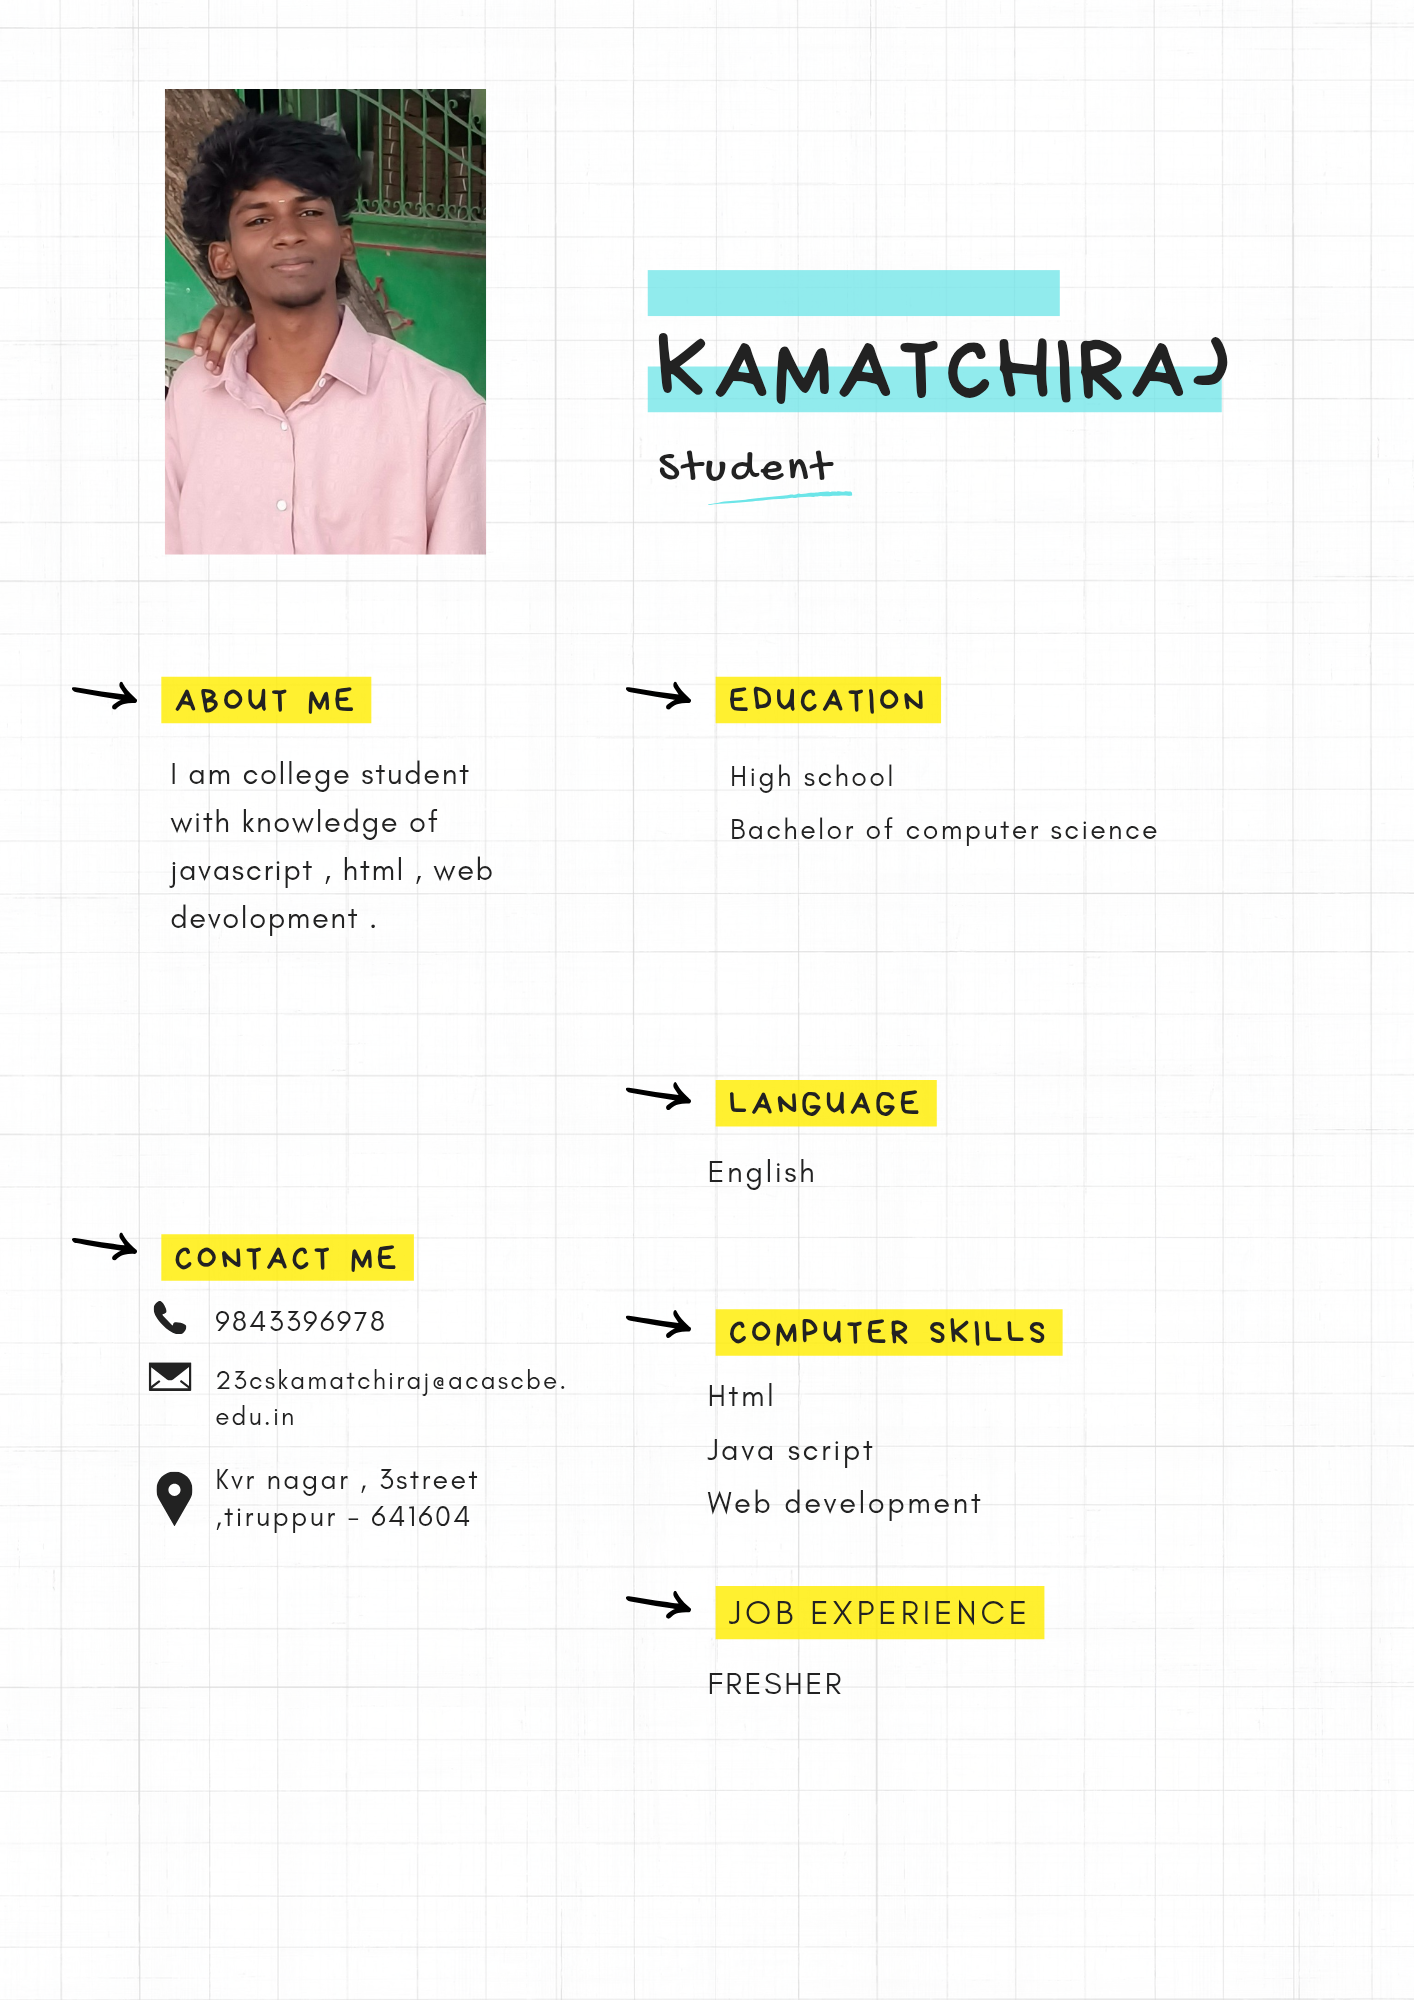 KAMATCHIRAJ
Student
ABOUT ME
I am college student
with knowledge of
javascript , html , web
devolopment .
EDUCATION
High school
Bachelor of computer science
LANGUAGE
English
CONTACT ME
9843396978
23cskamatchiraj@acascbe.
edu.in
Kvr nagar , 3street
,tiruppur - 641604
COMPUTER SKILLS
Html
Java script
Web development
JOB EXPERIENCE
FRESHER